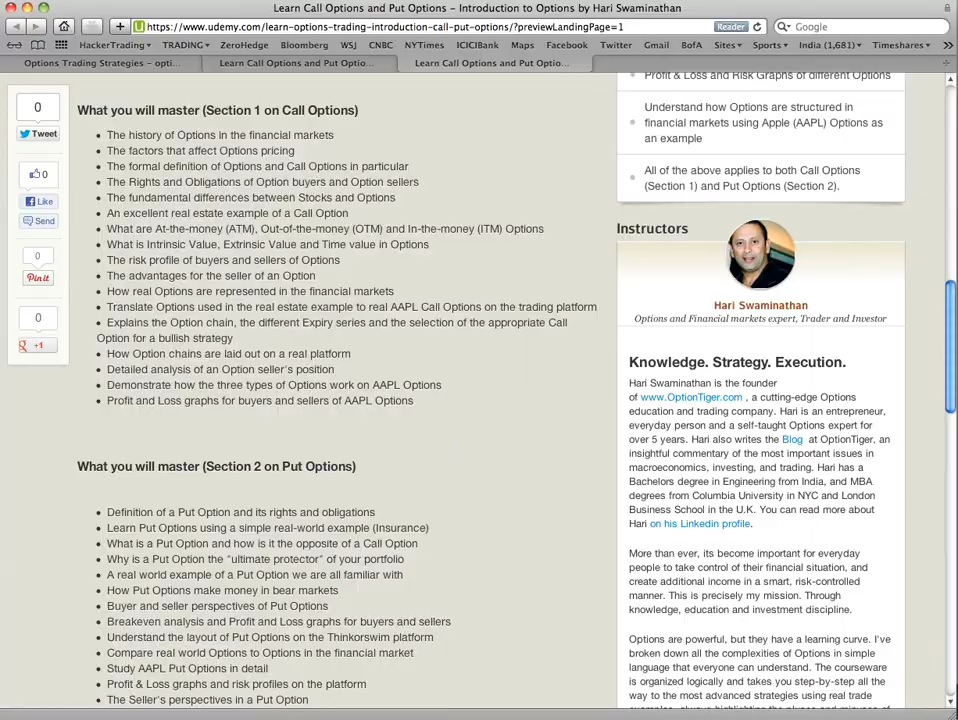 Learn Call Options and Put Options - Introduction to Options by Hari Swaminathan
https://www.udemy.com/learn-options-trading-introduction-call-put-options/?previewLandingPage=1
Reader
Google
HackerTrading
TRADING
ZeroHedge
Bloomberg
WSJ
CNBC
NYTimes
ICICIBank
Maps
Facebook
Twitter
Gmail
BofA
Sites
Sports
India (1,681)
Timeshares
Options Trading Strategies - opti...
Learn Call Options and Put Optio...
Learn Call Options and Put Optio...
0
Tweet
0
Like
Send
0
Pin it
0
+1
What you will master (Section 1 on Call Options)
The history of Options in the financial markets
The factors that affect Options pricing
The formal definition of Options and Call Options in particular
The Rights and Obligations of Option buyers and Option sellers
The fundamental differences between Stocks and Options
An excellent real estate example of a Call Option
What are At-the-money (ATM), Out-of-the-money (OTM) and In-the-money (ITM) Options
What is Intrinsic Value, Extrinsic Value and Time value in Options
The risk profile of buyers and sellers of Options
The advantages for the seller of an Option
How real Options are represented in the financial markets
Translate Options used in the real estate example to real AAPL Call Options on the trading platform
Explains the Option chain, the different Expiry series and the selection of the appropriate Call
Option for a bullish strategy
How Option chains are laid out on a real platform
Detailed analysis of an Option seller's position
Demonstrate how the three types of Options work on AAPL Options
Profit and Loss graphs for buyers and sellers of AAPL Options
What you will master (Section 2 on Put Options)
Definition of a Put Option and its rights and obligations
Learn Put Options using a simple real-world example (Insurance)
What is a Put Option and how is it the opposite of a Call Option
Why is a Put Option the "ultimate protector" of your portfolio
A real world example of a Put Option we are all familiar with
How Put Options make money in bear markets
Buyer and seller perspectives of Put Options
Breakeven analysis and Profit and Loss graphs for buyers and sellers
Understand the layout of Put Options on the Thinkorswim platform
Compare real world Options to Options in the financial market
Study AAPL Put Options in detail
Profit & Loss graphs and risk profiles on the platform
The Seller's perspectives in a Put Option
Profit & Loss and Risk Graphs of different Options
Understand how Options are structured in
financial markets using Apple (AAPL) Options as
an example
All of the above applies to both Call Options
(Section 1) and Put Options (Section 2).
Instructors
Hari Swaminathan
Options and Financial markets expert, Trader and Investor
Knowledge. Strategy. Execution.
Hari Swaminathan is the founder
of www.OptionTiger.com , a cutting-edge Options
education and trading company. Hari is an entrepreneur,
everyday person and a self-taught Options expert for
over 5 years. Hari also writes the Blog at OptionTiger, an
insightful commentary of the most important issues in
macroeconomics, investing, and trading. Hari has a
Bachelors degree in Engineering from India, and MBA
degrees from Columbia University in NYC and London
Business School in the U.K. You can read more about
Hari on his Linkedin profile.
More than ever, its become important for everyday
people to take control of their financial situation, and
create additional income in a smart, risk-controlled
manner. This is precisely my mission. Through
knowledge, education and investment discipline.
Options are powerful, but they have a learning curve. I've
broken down all the complexities of Options in simple
language that everyone can understand. The courseware
is organized logically and takes you step-by-step all the
way to the most advanced strategies using real trade